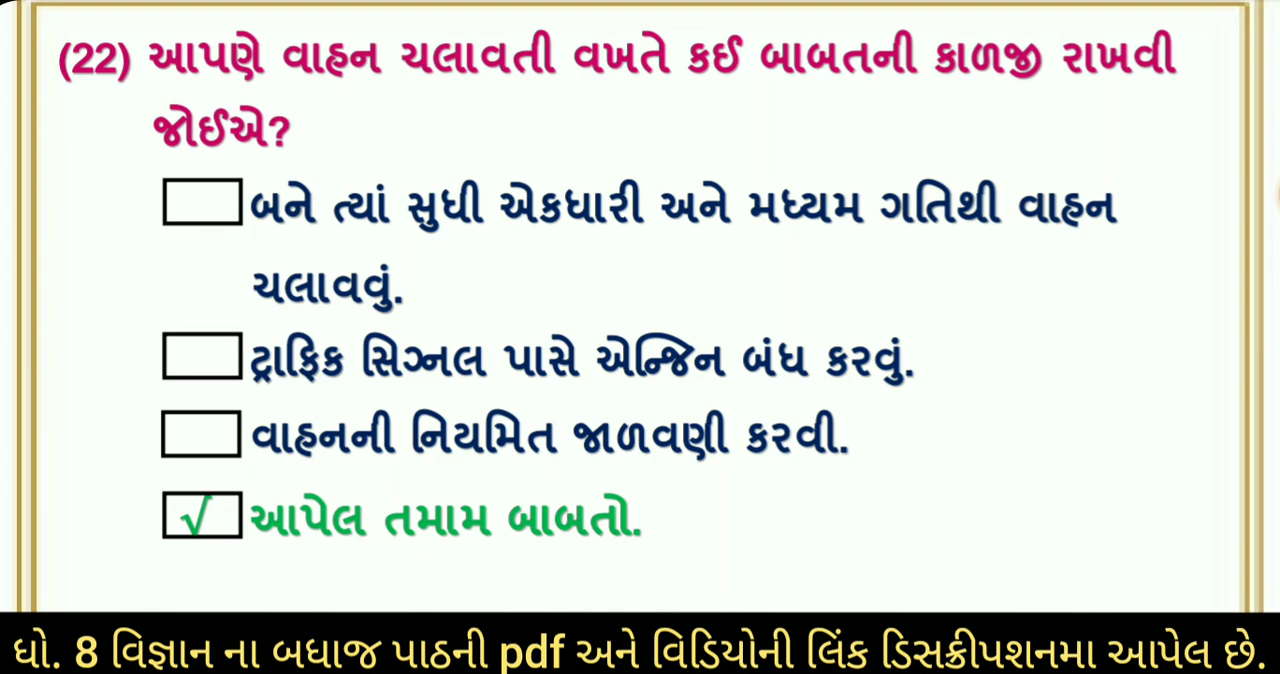 (22) આપણે વાહન ચલાવતી વખતે કઈ બાબતની કાળજી રાખવી
જોઈએ?
બને ત્યાં સુધી એકધારી અને મધ્યમ ગતિથી વાહન
ચલાવવું.
ટ્રાફિક સિગ્નલ પાસે એન્જિન બંધ કરવું.
વાહનની નિયમિત જાળવણી કરવી.
√ આપેલ તમામ બાબતો.
ધો. 8 વિજ્ઞાન ના બધાજ પાઠની pdf અને વિડિયોની લિંક ડિસક્રીપશનમા આપેલ છે.